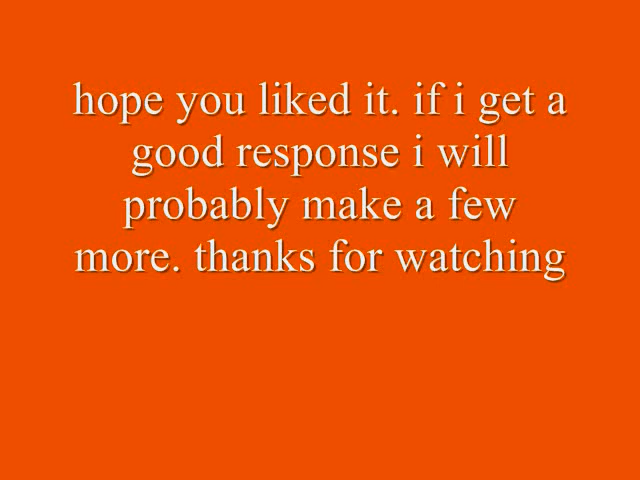 hope you liked it. if i get a
good response i will
probably make a few
more. thanks for watching